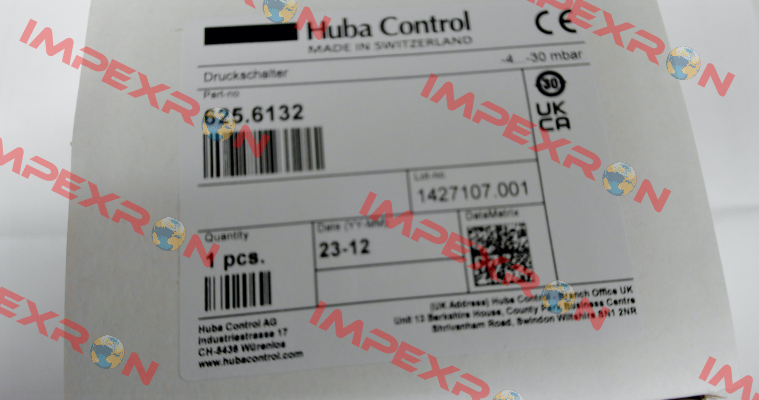 Huba Control
CE
MADE IN SWITZERLAND
Druckschalter
-4...-30 mbar
Part-no
625.6132
30
UK
CA
Lot-no.
1427107.001
Quantity
1 pcs.
Date (YY-MM)
23-12
DataMatrix
Huba Control AG
Industriestrasse 17
CH-5436 Würenlos
www.hubacontrol.com
(UK Address) Huba Control Branch Office UK
Unit 13 Berkshire House, County Park Business Centre
Shrivenham Road, Swindon Wiltshire SN1 2NR
IMPEXRON
IMPEXRON
IMPEXRON
IMPEXRON
IMPEXRON
IMPEXRON
IMPEXRON